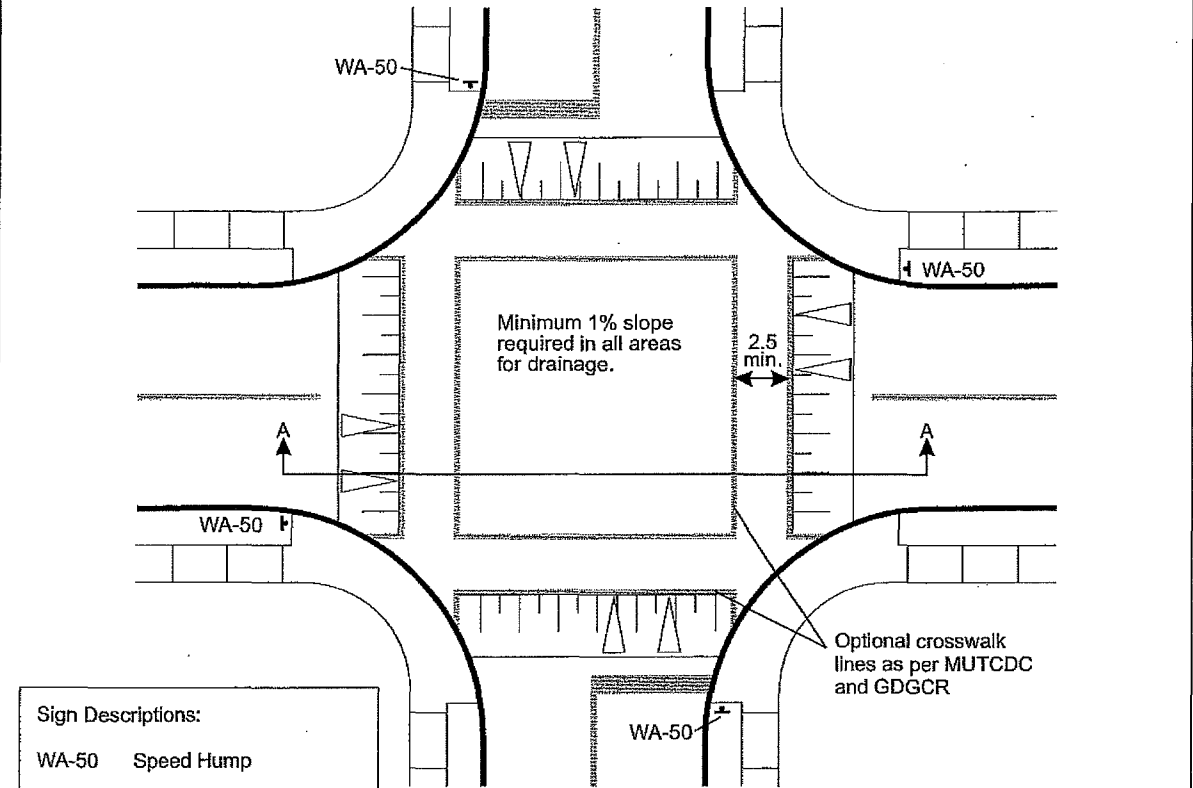 WA-50
WA-50
Minimum 1% slope
required in all areas
for drainage.
2.5
min.
A
A
WA-50
Optional crosswalk
lines as per MUTCDC
and GDGCR
WA-50
Sign Descriptions:
WA-50 Speed Hump